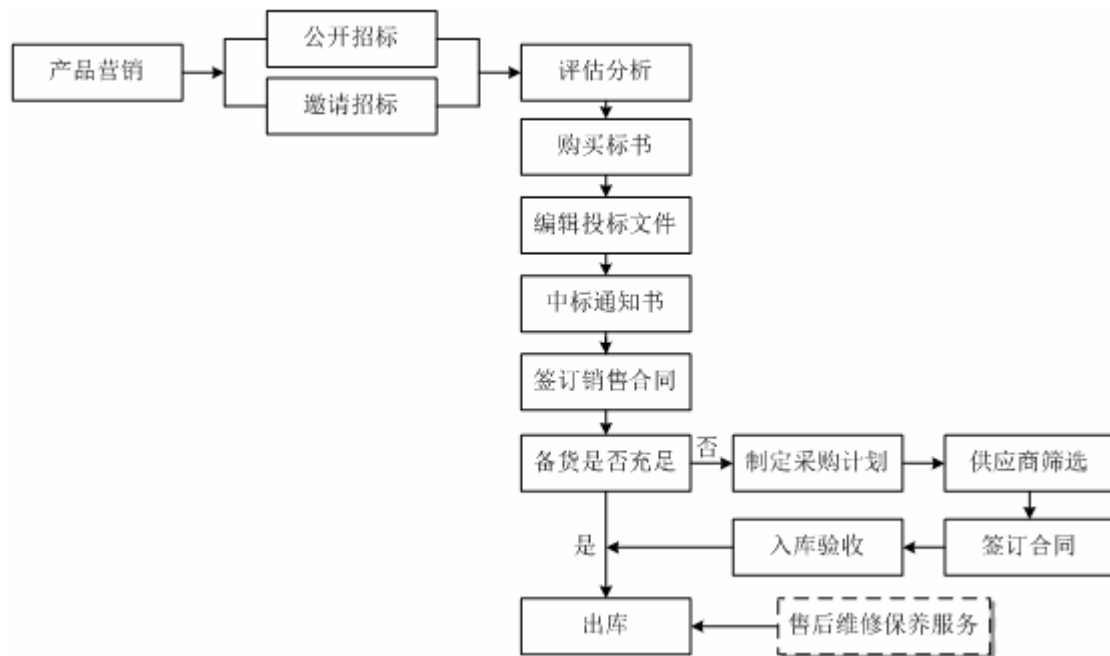 公开招标
产品营销
评估分析
邀请招标
购买标书
编辑投标文件
中标通知书
签订销售合同
备货是否充足
否
制定采购计划
供应商筛选
是
入库验收
签订合同
出库
售后维修保养服务